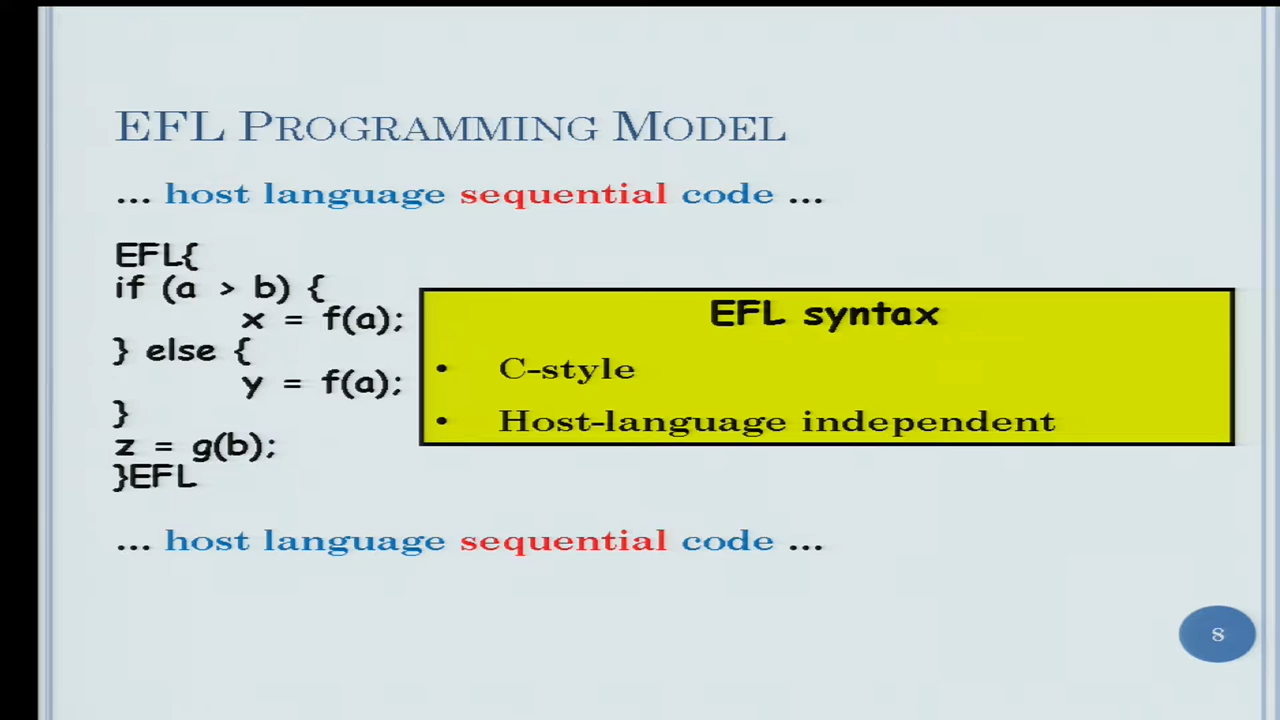 EFL PROGRAMMING MODEL
... host language sequential code ...
EFL{
if (a > b) {
x = f(a);
} else {
y = f(a);
}
z = g(b);
}EFL
EFL syntax
• C-style
• Host-language independent
... host language sequential code ...
8